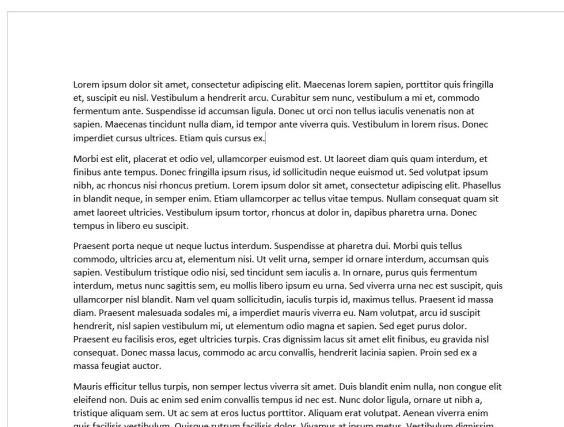 Lorem ipsum dolor sit amet, consectetur adipiscing elit. Maecenas lorem sapien, porttitor quis fringilla
et, suscipit eu nisl. Vestibulum a hendrerit arcu. Curabitur sem nunc, vestibulum a mi et, commodo
fermentum ante. Suspendisse id accumsan ligula. Donec ut orci non tellus iaculis venenatis non at
sapien. Maecenas tincidunt nulla diam, id tempor ante viverra quis. Vestibulum in lorem risus. Donec
imperdiet cursus ultrices. Etiam quis cursus ex.
Morbi est elit, placerat et odio vel, ullamcorper euismod est. Ut laoreet diam quis quam interdum, et
finibus ante tempus. Donec fringilla ipsum risus, id sollicitudin neque euismod ut. Sed volutpat ipsum
nibh, ac rhoncus nisi rhoncus pretium. Lorem ipsum dolor sit amet, consectetur adipiscing elit. Phasellus
in blandit neque, in semper enim. Etiam ullamcorper ac tellus vitae tempus. Nullam consequat quam sit
amet laoreet ultricies. Vestibulum ipsum tortor, rhoncus at dolor in, dapibus pharetra urna. Donec
tempus in libero eu suscipit.
Praesent porta neque ut neque luctus interdum. Suspendisse at pharetra dui. Morbi quis tellus
commodo, ultricies arcu at, elementum nisi. Ut velit urna, semper id ornare interdum, accumsan quis
sapien. Vestibulum tristique odio nisi, sed tincidunt sem iaculis a. In ornare, purus quis fermentum
interdum, metus nunc sagittis sem, eu mollis libero ipsum eu urna. Sed viverra urna nec est suscipit, quis
ullamcorper nisl blandit. Nam vel quam sollicitudin, iaculis turpis id, maximus tellus. Praesent id massa
diam. Praesent malesuada sodales mi, a imperdiet mauris viverra eu. Nam volutpat, arcu id suscipit
hendrerit, nisl sapien vestibulum mi, ut elementum odio magna et sapien. Sed eget purus dolor.
Praesent eu facilisis eros, eget ultricies turpis. Cras dignissim lacus sit amet elit finibus, eu gravida nisl
consequat. Donec massa lacus, commodo ac arcu convallis, hendrerit lacinia sapien. Proin sed ex a
massa feugiat auctor.
Mauris efficitur tellus turpis, non semper lectus viverra sit amet. Duis blandit enim nulla, non congue elit
eleifend non. Duis ac enim sed enim convallis tempus id nec est. Nunc dolor ligula, ornare ut nibh a,
tristique aliquam sem. Ut ac sem at eros luctus porttitor. Aliquam erat volutpat. Aenean viverra enim
quis facilisis vestibulum. Quisque rutrum facilisis dolor. Vivamus at ipsum metus. Vestibulum dignissim